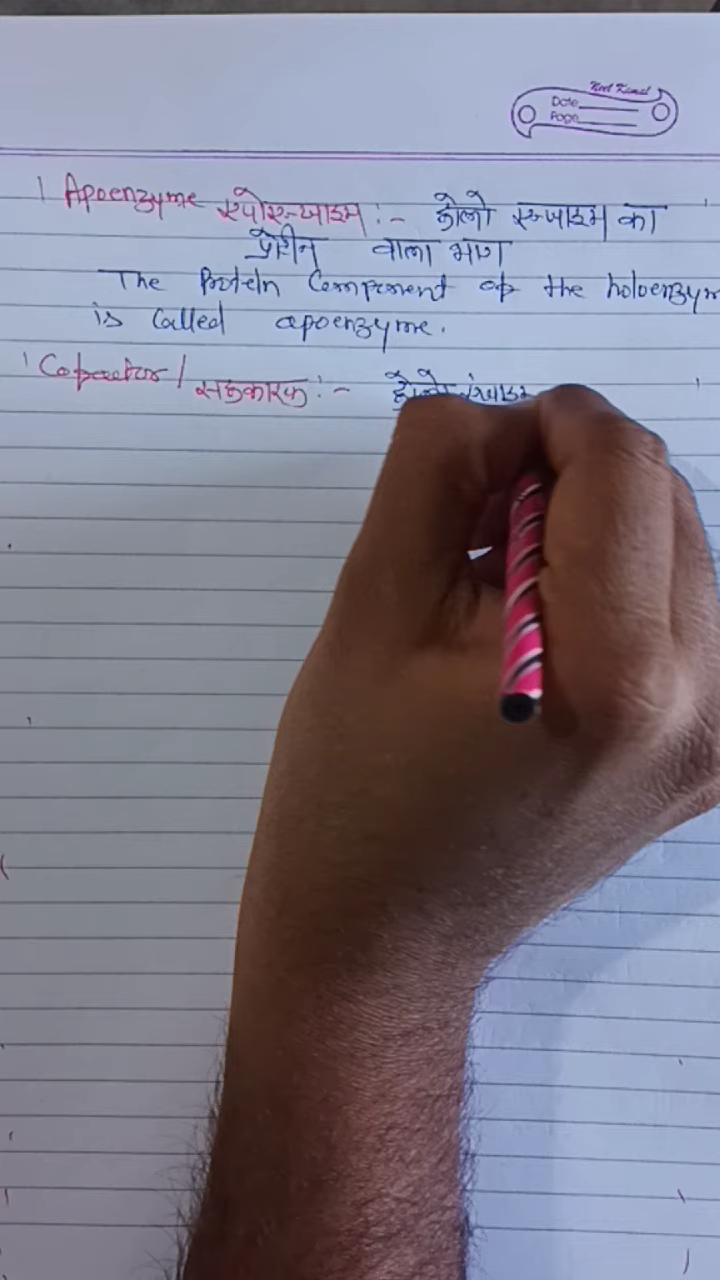 Neel Kamal
Date
Page
Apoenzyme एपोएन्जाइम :- होलो एन्जाइम का
प्रोटीन वाला भाग
The Protein Component of the holoenzym
is Called apoenzyme.
Cofactor / सहकारक :- होलो एंजाइम